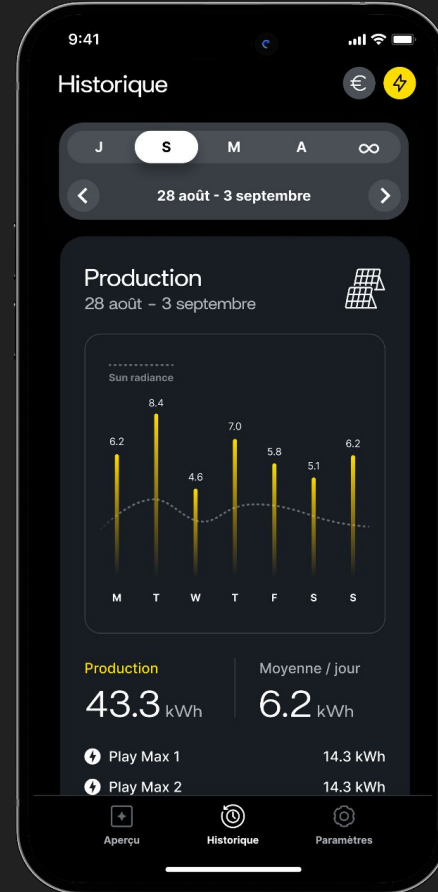 9:41
Historique
€
J S M A ∞
28 août - 3 septembre
Production
28 août – 3 septembre
Sun radiance
6.2 8.4 4.6 7.0 5.8 5.1 6.2
M T W T F S S
Production Moyenne / jour
43.3 kWh 6.2 kWh
Play Max 1 14.3 kWh
Play Max 2 14.3 kWh
Aperçu Historique Paramètres